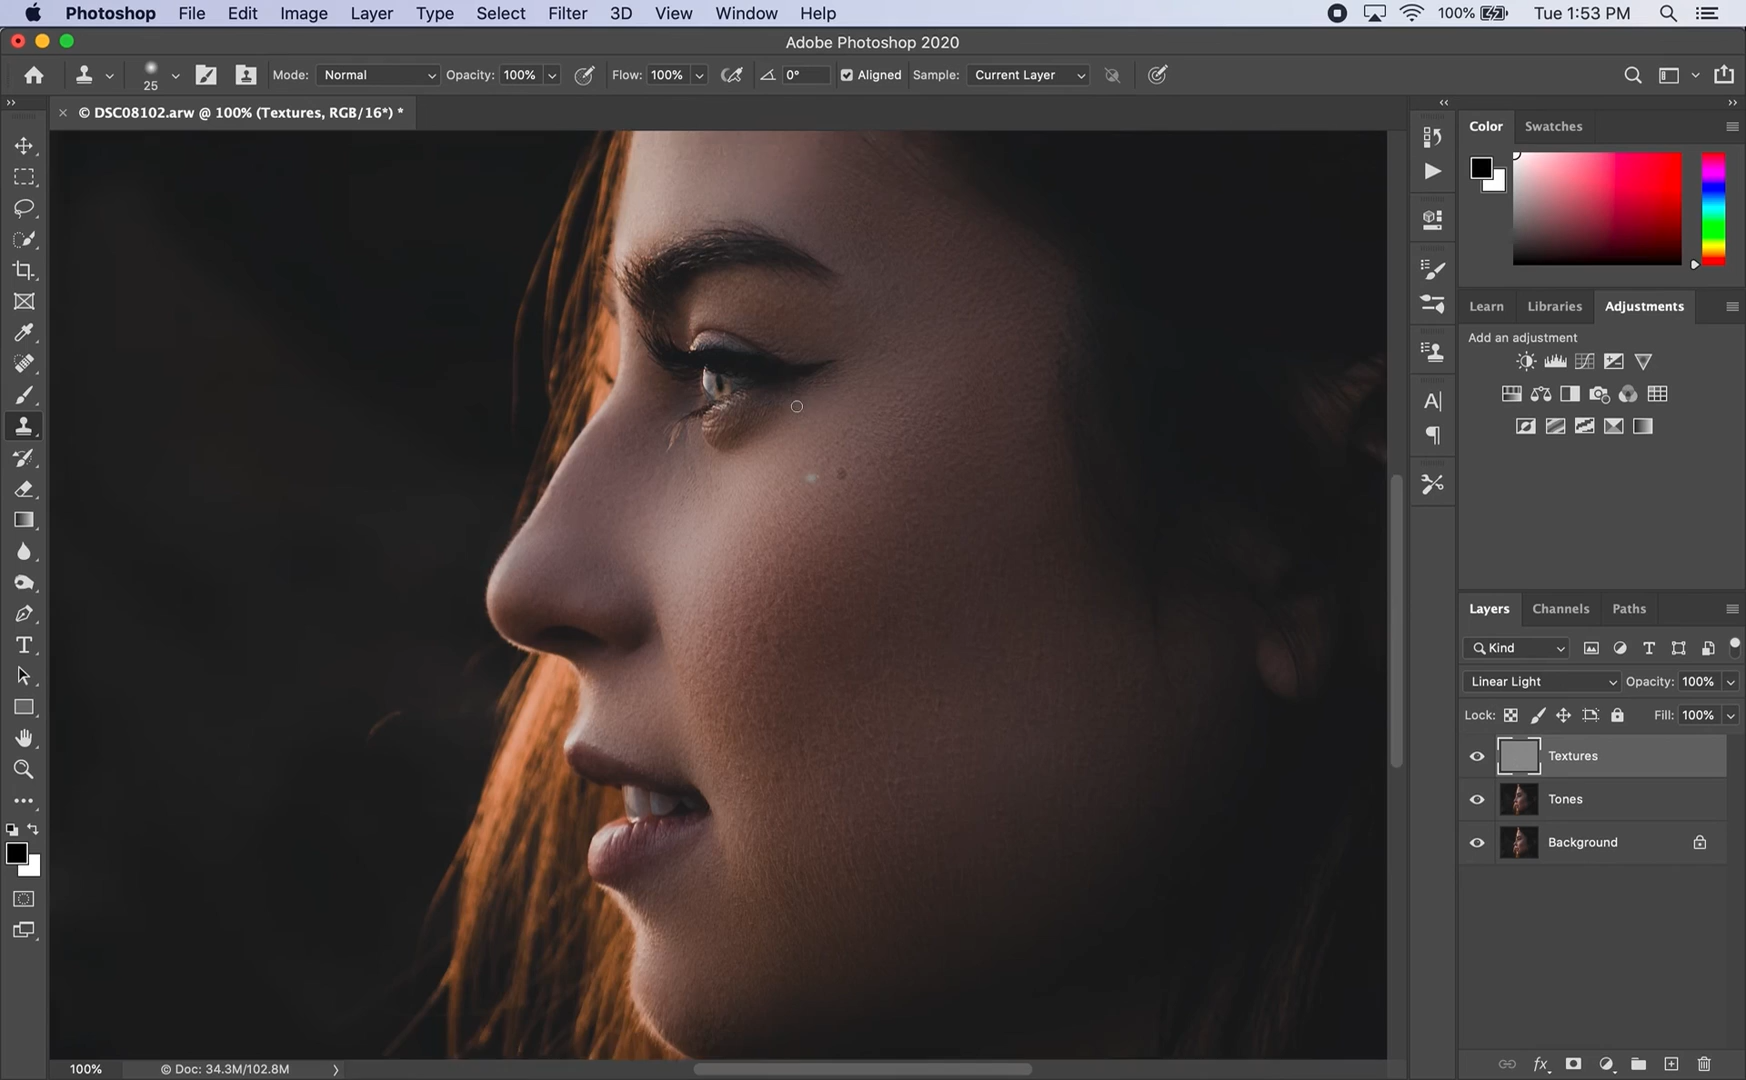 Photoshop File Edit Image Layer Type Select Filter 3D View Window Help 100% Tue 1:53 PM
Adobe Photoshop 2020
25 Mode: Normal Opacity: 100% Flow: 100% 0° Aligned Sample: Current Layer
© DSC08102.arw @ 100% (Textures, RGB/16*) *
Color Swatches
Learn Libraries Adjustments
Add an adjustment
Layers Channels Paths
Kind
Linear Light Opacity: 100%
Lock: Fill: 100%
Textures
Tones
Background
100% © Doc: 34.3M/102.8M